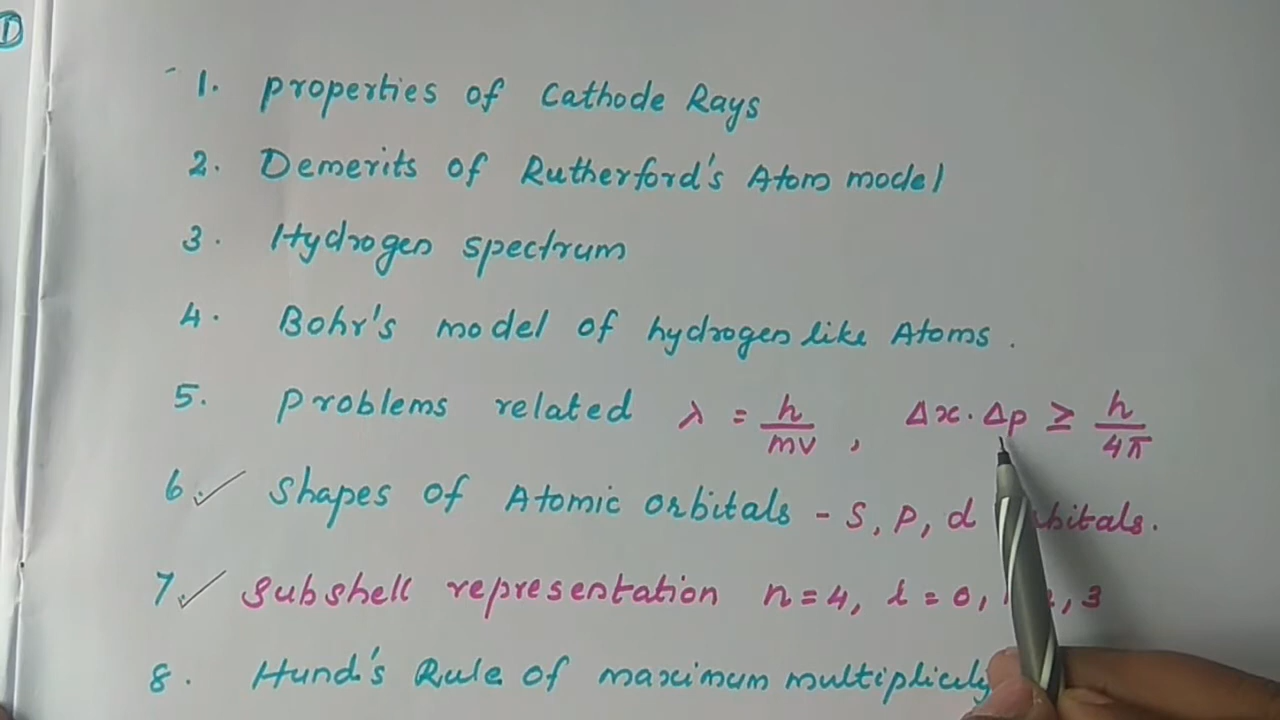 1
1. properties of Cathode Rays
2. Demerits of Rutherford's Atom model
3. Hydrogen spectrum
4. Bohr's model of hydrogen like Atoms.
5. problems related λ = h/mv, Δx·Δp ≥ h/4π
6. ✓ Shapes of Atomic orbitals - s, p, d
7. ✓ subshell representation n=4, l=0, 3
8. Hund's Rule of maximum multiplicity